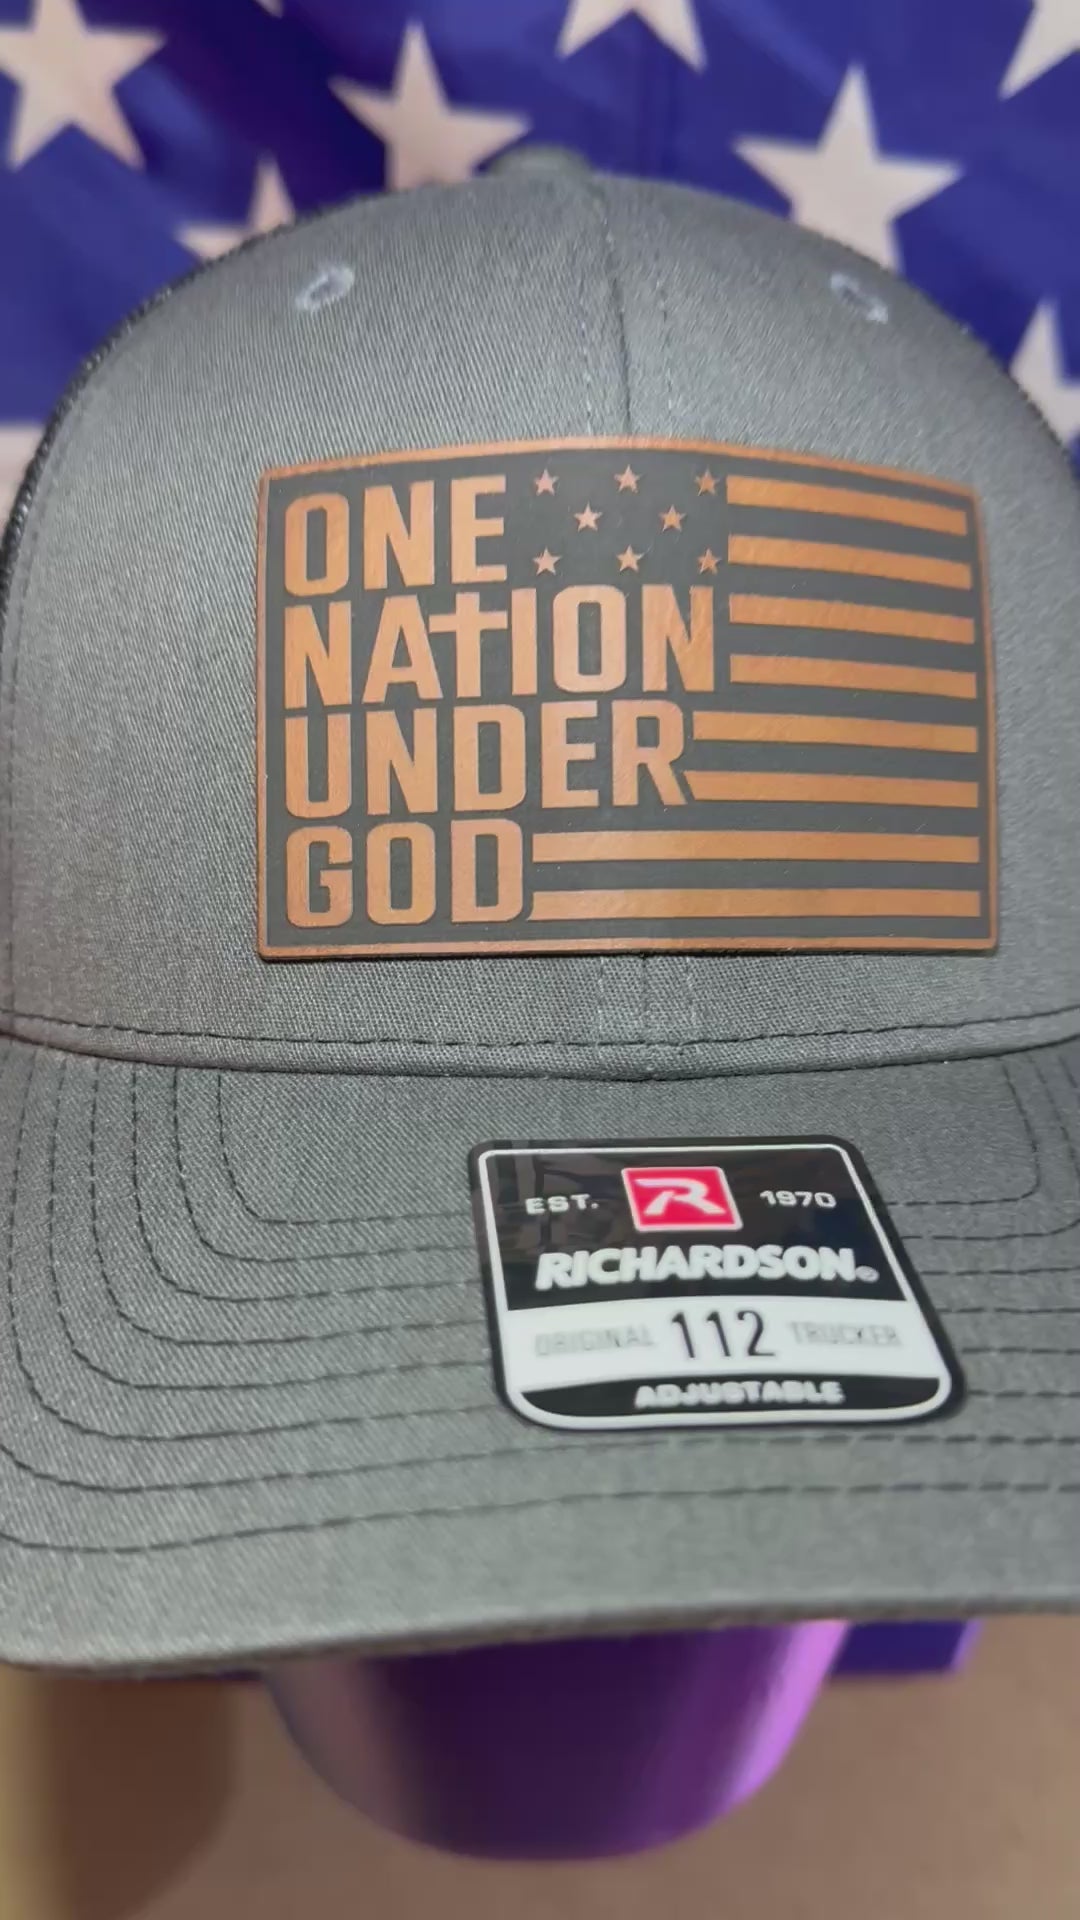 ONE
NATION
UNDER
GOD
EST. R 1970
RICHARDSON®
ORIGINAL 112 TRUCKER
ADJUSTABLE